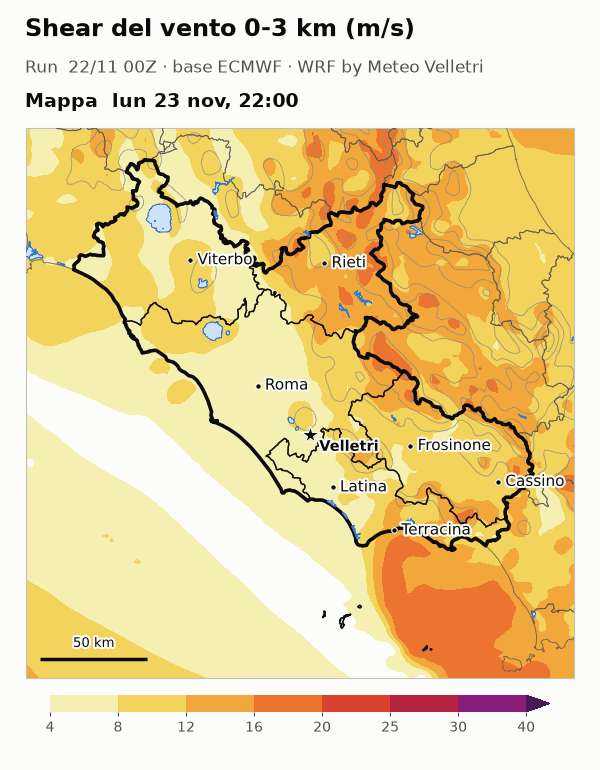 Shear del vento 0-3 km (m/s)
Run  22/11 00Z · base ECMWF · WRF by Meteo Velletri
Mappa  lun 23 nov, 22:00
Viterbo
Rieti
Roma
Velletri
Frosinone
Latina
Cassino
Terracina
50 km
4 8 12 16 20 25 30 40